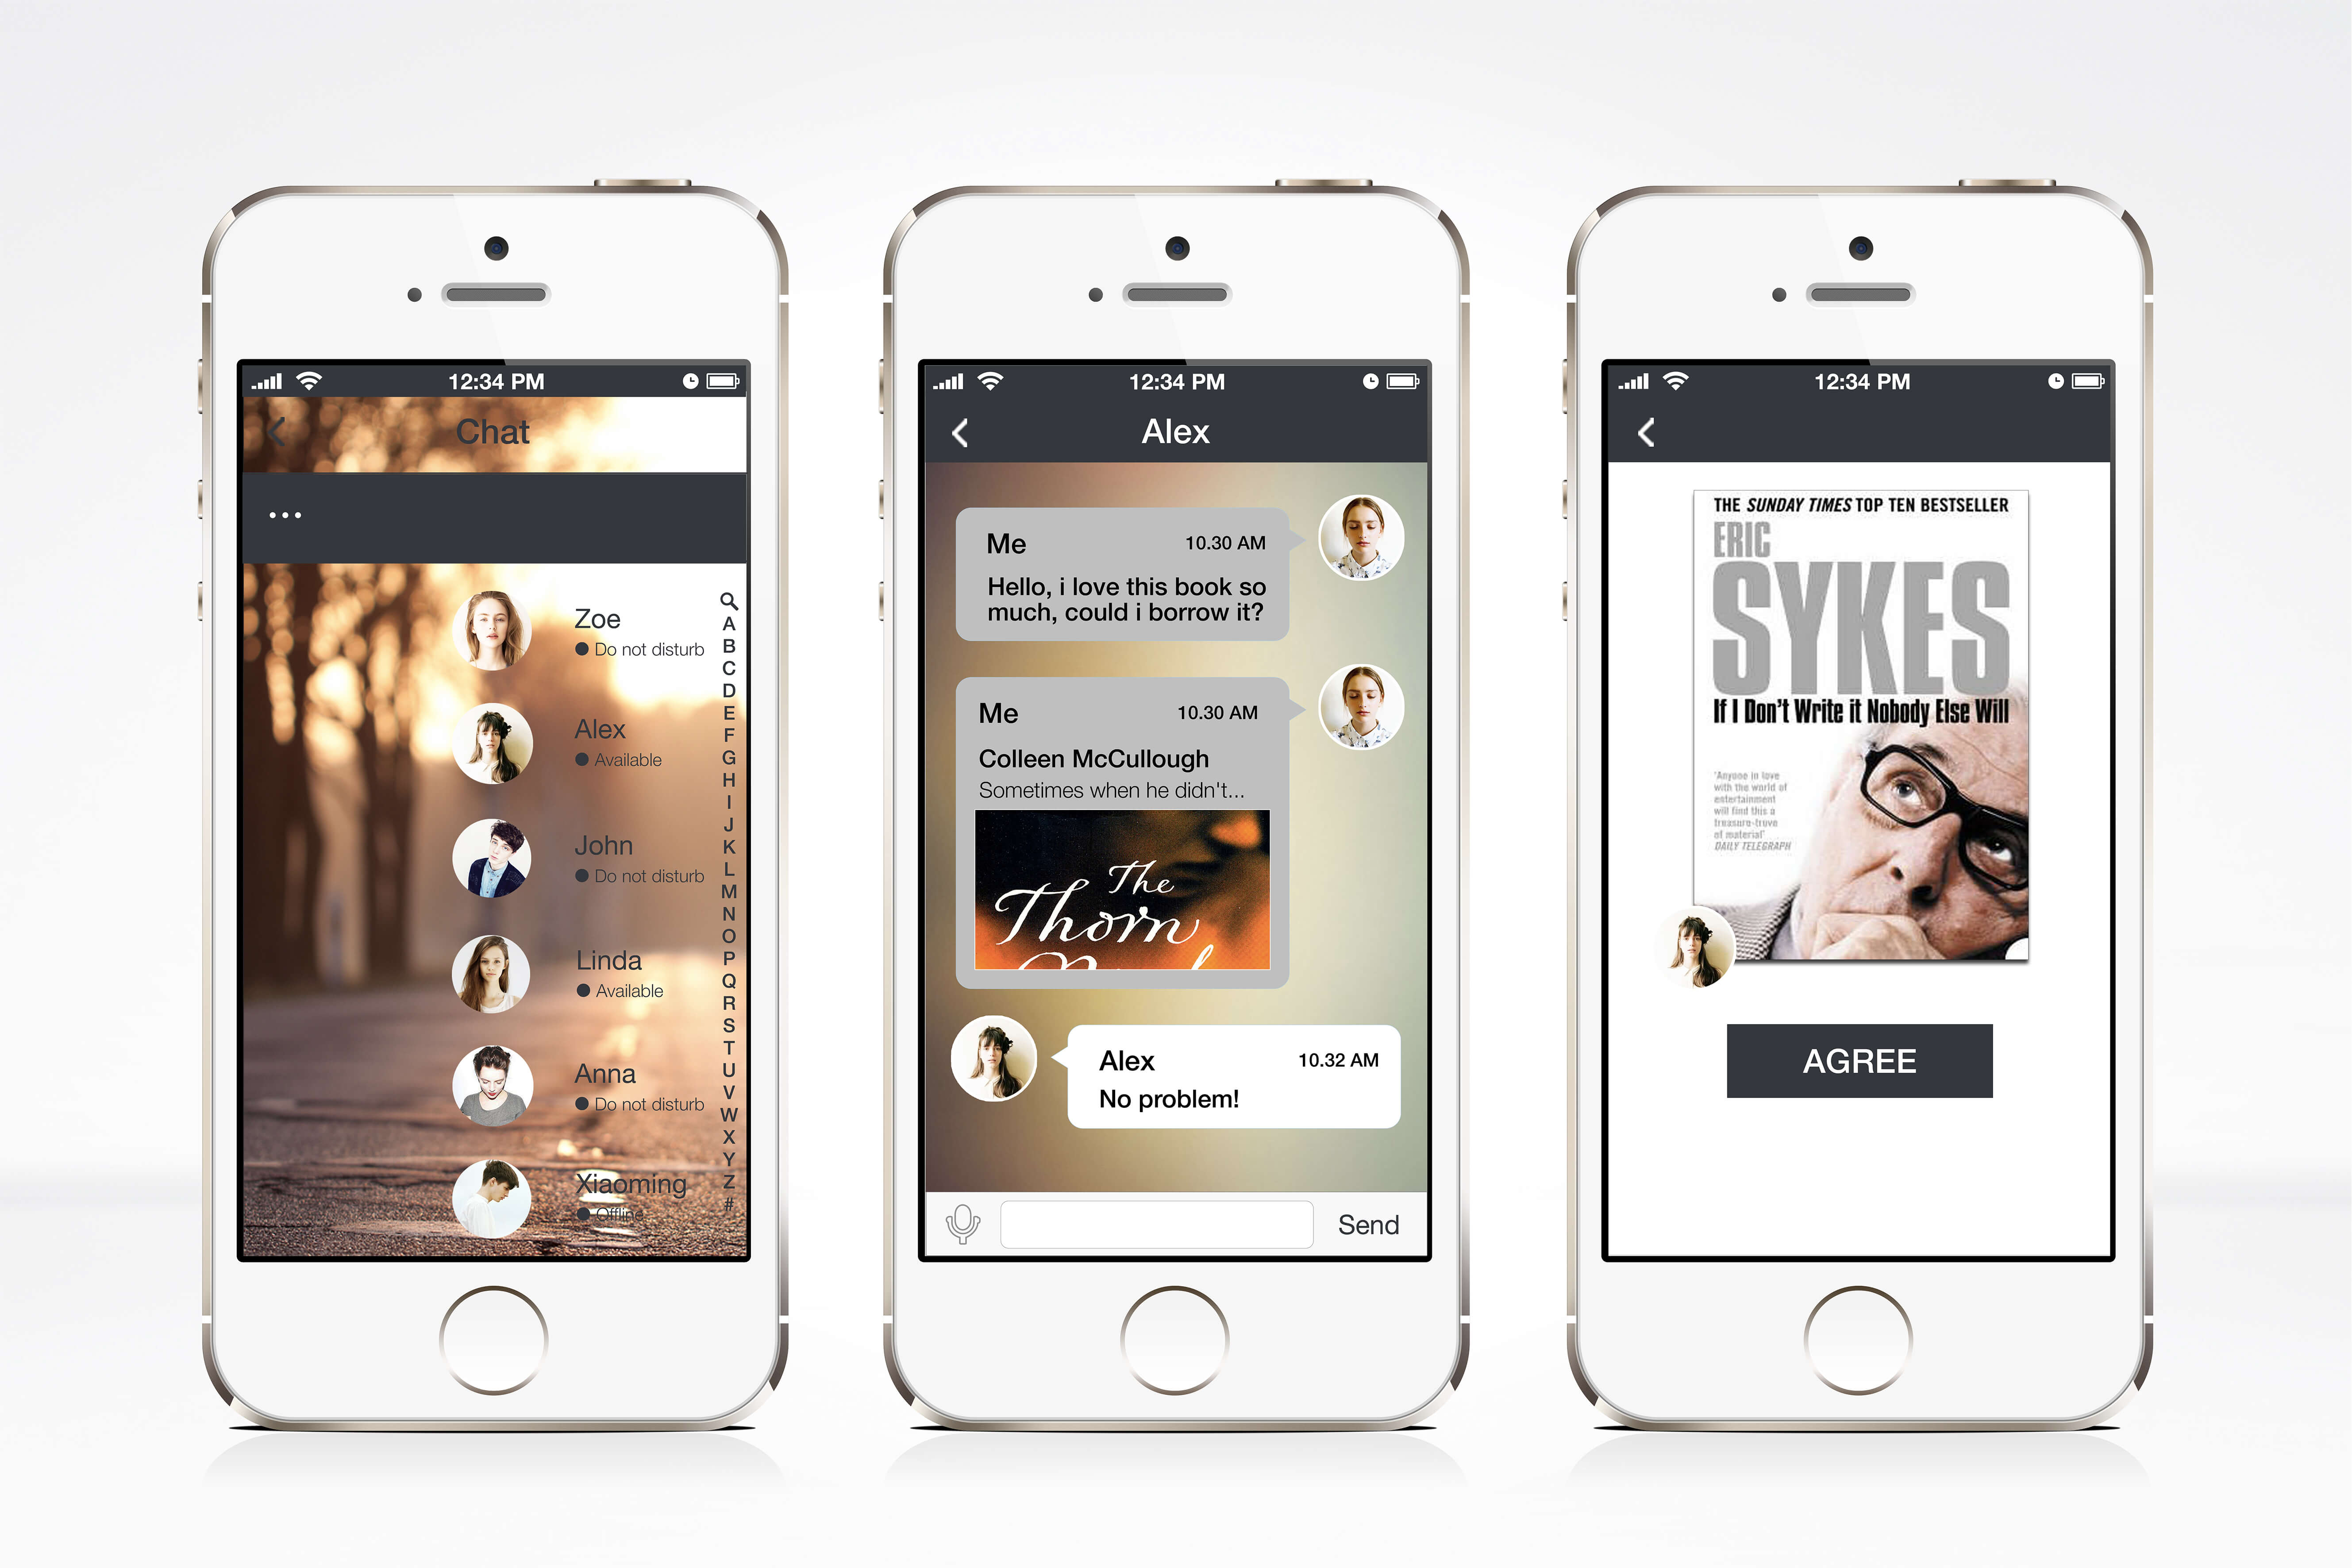 12:34 PM
Chat
...
Zoe
Do not disturb
Alex
Available
John
Do not disturb
Linda
Available
Anna
Do not disturb
Xiaoming
Offline
A
B
C
D
E
F
G
H
I
J
K
L
M
N
O
P
Q
R
S
T
U
V
W
X
Y
Z
#
12:34 PM
Alex
Me 10.30 AM
Hello, i love this book so
much, could i borrow it?
Me 10.30 AM
Colleen McCullough
Sometimes when he didn't...
The
Thorn
Alex 10.32 AM
No problem!
Send
12:34 PM
THE SUNDAY TIMES TOP TEN BESTSELLER
ERIC
SYKES
If I Don't Write it Nobody Else Will
'Anyone in love
with the world of
entertainment
will find this a
treasure-trove
of material'
DAILY TELEGRAPH
AGREE